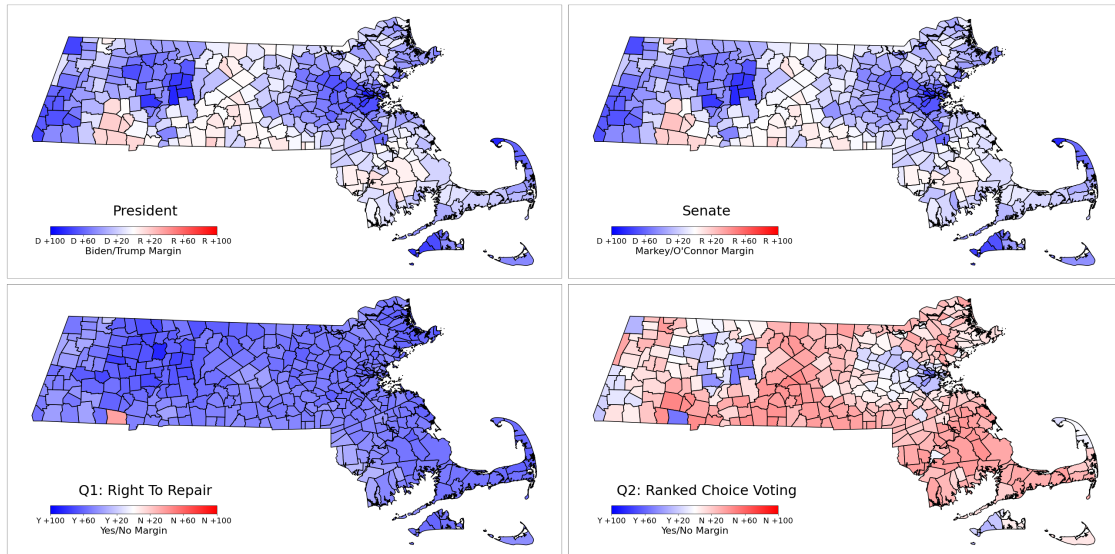 President
D +100 D +60 D +20 R +20 R +60 R +100
Biden/Trump Margin
Senate
D +100 D +60 D +20 R +20 R +60 R +100
Markey/O'Connor Margin
Q1: Right To Repair
Y +100 Y +60 Y +20 N +20 N +60 N +100
Yes/No Margin
Q2: Ranked Choice Voting
Y +100 Y +60 Y +20 N +20 N +60 N +100
Yes/No Margin